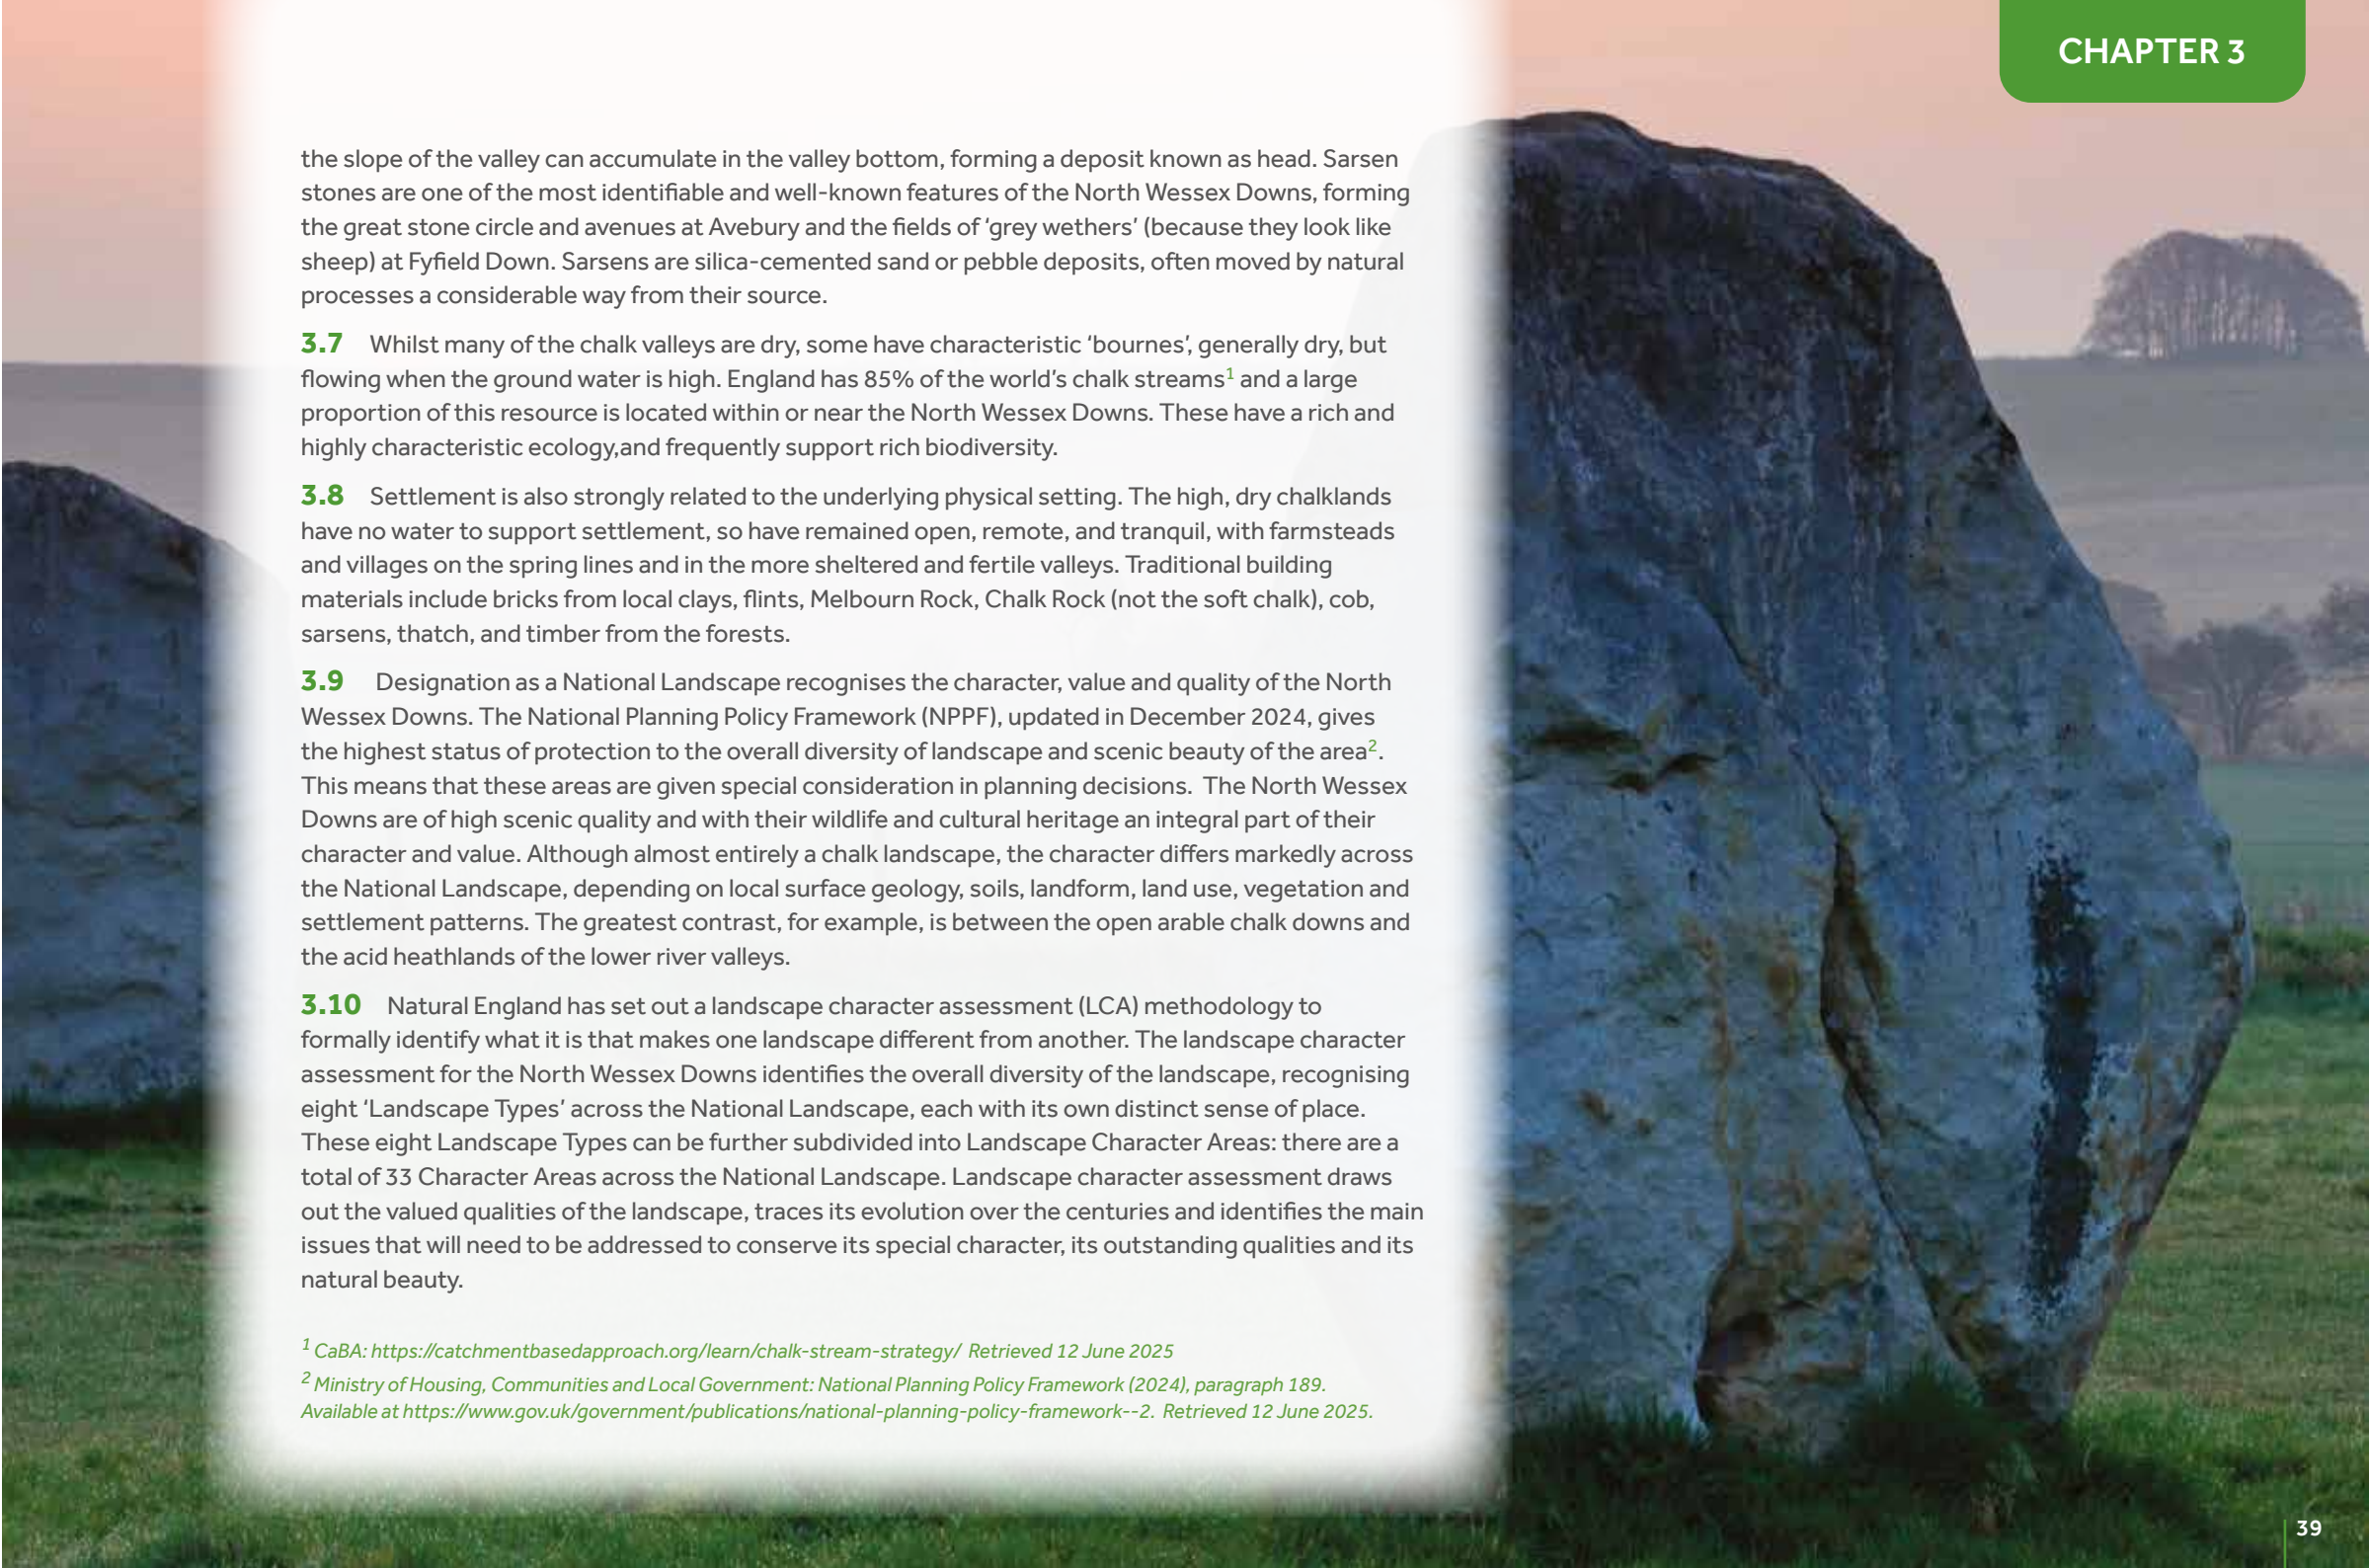 CHAPTER 3
the slope of the valley can accumulate in the valley bottom, forming a deposit known as head. Sarsen
stones are one of the most identifiable and well-known features of the North Wessex Downs, forming
the great stone circle and avenues at Avebury and the fields of ‘grey wethers’ (because they look like
sheep) at Fyfield Down. Sarsens are silica-cemented sand or pebble deposits, often moved by natural
processes a considerable way from their source.
3.7 Whilst many of the chalk valleys are dry, some have characteristic ‘bournes’, generally dry, but
flowing when the ground water is high. England has 85% of the world’s chalk streams¹ and a large
proportion of this resource is located within or near the North Wessex Downs. These have a rich and
highly characteristic ecology,and frequently support rich biodiversity.
3.8 Settlement is also strongly related to the underlying physical setting. The high, dry chalklands
have no water to support settlement, so have remained open, remote, and tranquil, with farmsteads
and villages on the spring lines and in the more sheltered and fertile valleys. Traditional building
materials include bricks from local clays, flints, Melbourn Rock, Chalk Rock (not the soft chalk), cob,
sarsens, thatch, and timber from the forests.
3.9 Designation as a National Landscape recognises the character, value and quality of the North
Wessex Downs. The National Planning Policy Framework (NPPF), updated in December 2024, gives
the highest status of protection to the overall diversity of landscape and scenic beauty of the area².
This means that these areas are given special consideration in planning decisions. The North Wessex
Downs are of high scenic quality and with their wildlife and cultural heritage an integral part of their
character and value. Although almost entirely a chalk landscape, the character differs markedly across
the National Landscape, depending on local surface geology, soils, landform, land use, vegetation and
settlement patterns. The greatest contrast, for example, is between the open arable chalk downs and
the acid heathlands of the lower river valleys.
3.10 Natural England has set out a landscape character assessment (LCA) methodology to
formally identify what it is that makes one landscape different from another. The landscape character
assessment for the North Wessex Downs identifies the overall diversity of the landscape, recognising
eight ‘Landscape Types’ across the National Landscape, each with its own distinct sense of place.
These eight Landscape Types can be further subdivided into Landscape Character Areas: there are a
total of 33 Character Areas across the National Landscape. Landscape character assessment draws
out the valued qualities of the landscape, traces its evolution over the centuries and identifies the main
issues that will need to be addressed to conserve its special character, its outstanding qualities and its
natural beauty.
¹ CaBA: https://catchmentbasedapproach.org/learn/chalk-stream-strategy/ Retrieved 12 June 2025
² Ministry of Housing, Communities and Local Government: National Planning Policy Framework (2024), paragraph 189.
Available at https://www.gov.uk/government/publications/national-planning-policy-framework--2. Retrieved 12 June 2025.
39